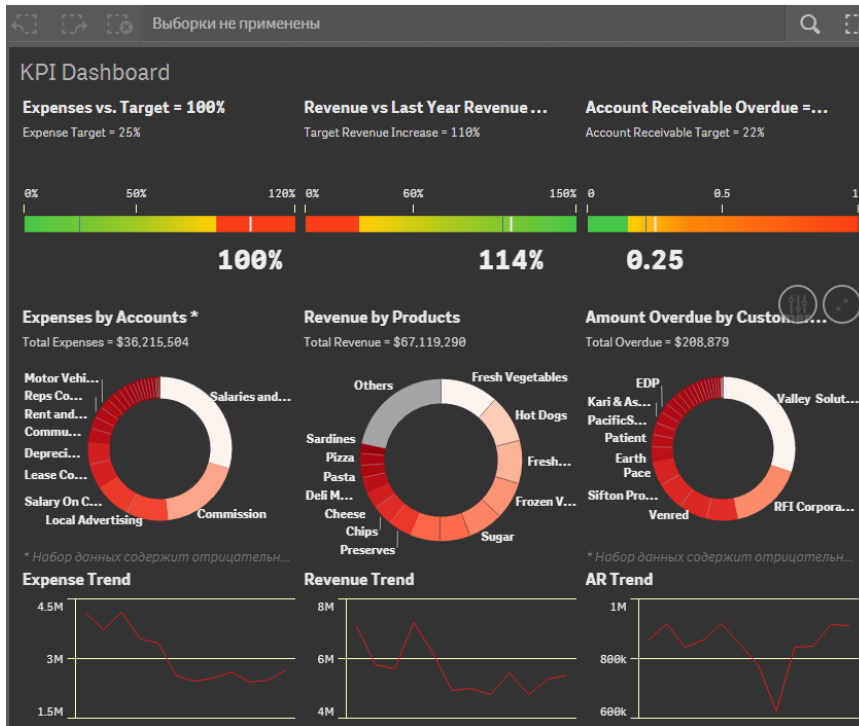 Выборки не применены
KPI Dashboard
Expenses vs. Target = 100%
Expense Target = 25%
0% 50% 120%
100%
Revenue vs Last Year Revenue ...
Target Revenue Increase = 110%
0% 60% 150%
114%
Account Receivable Overdue =...
Account Receivable Target = 22%
0 0.5 1
0.25
Expenses by Accounts *
Total Expenses = $36,215,504
Motor Vehi...
Reps Co...
Rent and...
Commu...
Depreci...
Lease Co...
Salary On C...
Local Advertising
Salaries and...
Commission
* Набор данных содержит отрицательн...
Revenue by Products
Total Revenue = $67,119,290
Others
Sardines
Pizza
Pasta
Deli M...
Cheese
Chips
Preserves
Fresh Vegetables
Hot Dogs
Fresh...
Frozen V...
Sugar
Amount Overdue by Custome...
Total Overdue = $208,879
EDP
Kari & As...
PacificS...
Patient
Earth
Pace
Sifton Pro...
Venred
Valley Solut...
RFI Corpora...
* Набор данных содержит отрицательн...
Expense Trend
4.5M
3M
1.5M
Revenue Trend
8M
6M
4M
AR Trend
1M
800k
600k